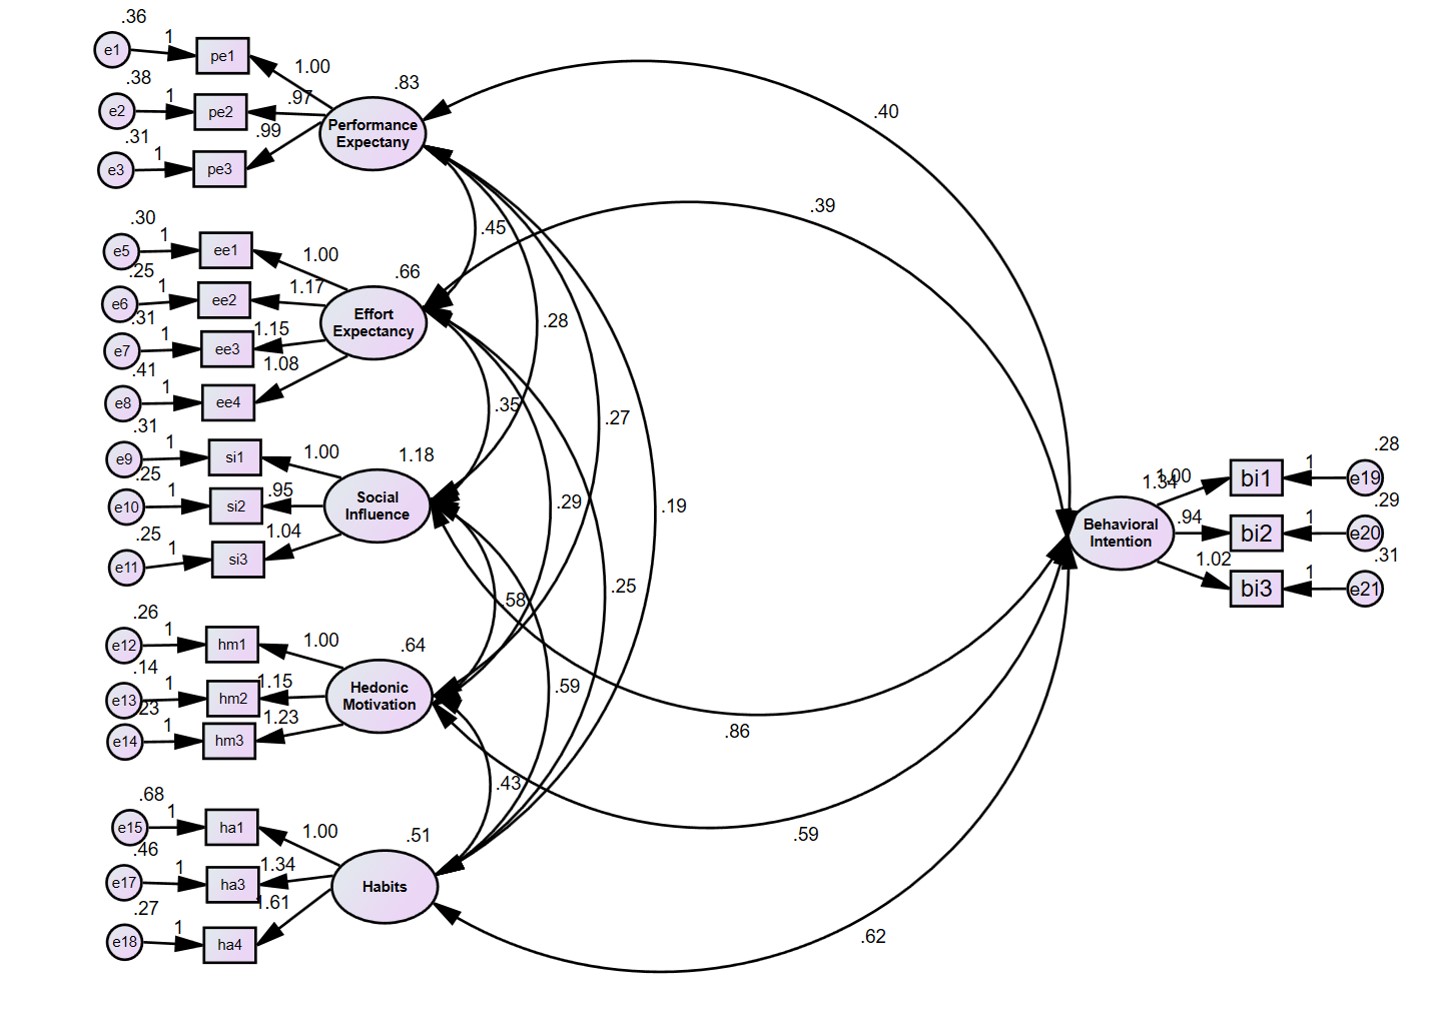 .36
e1
1
pe1
1.00
.83
.38
e2
1
pe2
.97
.31
.99
e3
1
pe3
Performance
Expectany
.40
.30
e5
1
ee1
1.00
.45
.39
.25
e6
1
ee2
1.17
.66
.31
e7
1
ee3
1.15
Effort
Expectancy
.28
.41
1.08
e8
1
ee4
.35
.27
.31
e9
1
si1
1.00
1.18
.25
e10
1
si2
.95
Social
Influence
.29
.19
.25
e11
1
si3
1.04
.28
1
e19
1.34
1.00
bi1
.29
Behavioral
Intention
.94
bi2
1
e20
.31
1.02
bi3
1
e21
.58
.25
.26
e12
1
hm1
1.00
.64
.14
e13
1
hm2
1.15
Hedonic
Motivation
.59
.23
1.23
e14
1
hm3
.86
.43
.59
.68
e15
1
ha1
1.00
.51
.46
e17
1
ha3
1.34
Habits
.27
1.61
e18
1
ha4
.62